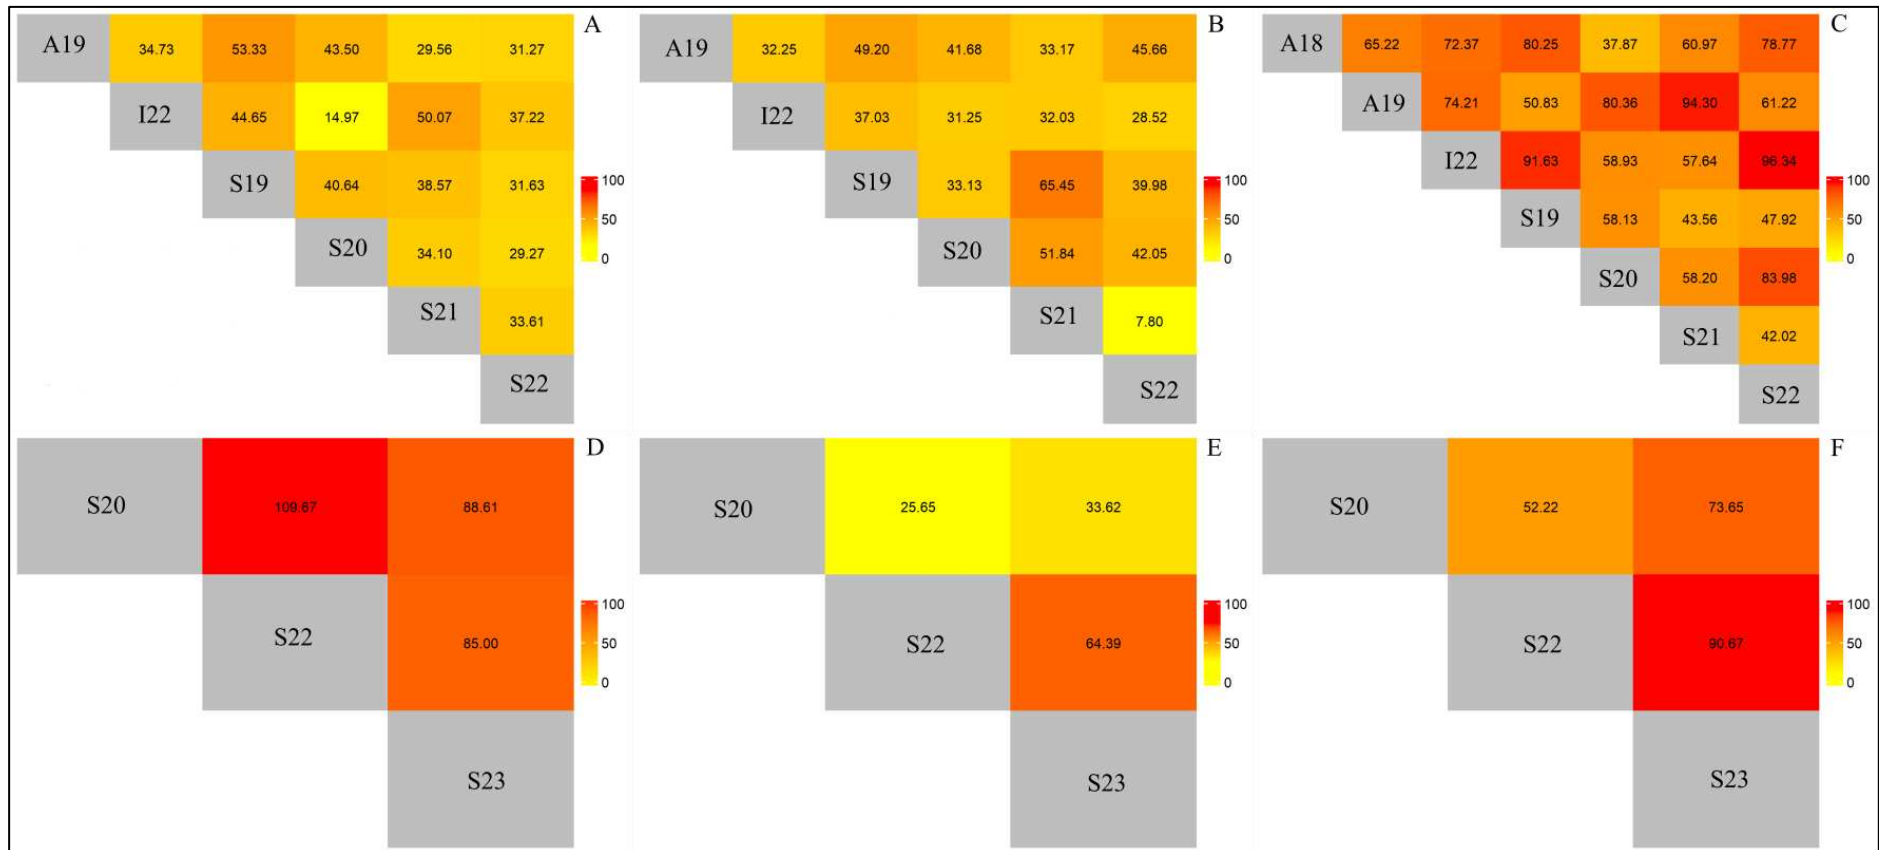 A19 34.73 53.33 43.50 29.56 31.27 A
I22 44.65 14.97 50.07 37.22
S19 40.64 38.57 31.63
S20 34.10 29.27
S21 33.61
S22
100
50
0
A19 32.25 49.20 41.68 33.17 45.66 B
I22 37.03 31.25 32.03 28.52
S19 33.13 65.45 39.98
S20 51.84 42.05
S21 7.80
S22
100
50
0
A18 65.22 72.37 80.25 37.87 60.97 78.77 C
A19 74.21 50.83 80.36 94.30 61.22
I22 91.63 58.93 57.64 96.34
S19 58.13 43.56 47.92
S20 58.20 83.98
S21 42.02
S22
100
50
0
S20 109.67 88.61 D
S22 85.00
S23
100
50
0
S20 25.65 33.62 E
S22 64.39
S23
100
50
0
S20 52.22 73.65 F
S22 90.67
S23
100
50
0